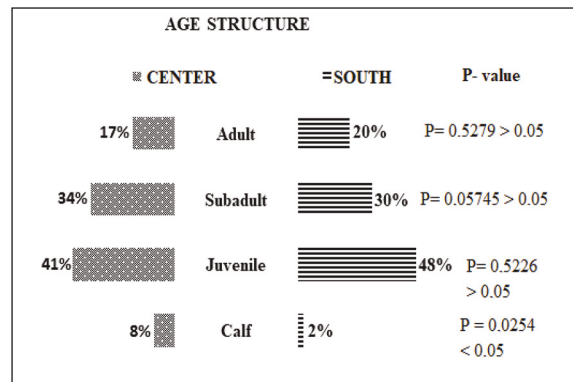 AGE STRUCTURE
CENTER SOUTH P- value
17% Adult 20% P= 0.5279 > 0.05
34% Subadult 30% P= 0.05745 > 0.05
41% Juvenile 48% P= 0.5226
> 0.05
8% Calf 2% P = 0.0254
< 0.05